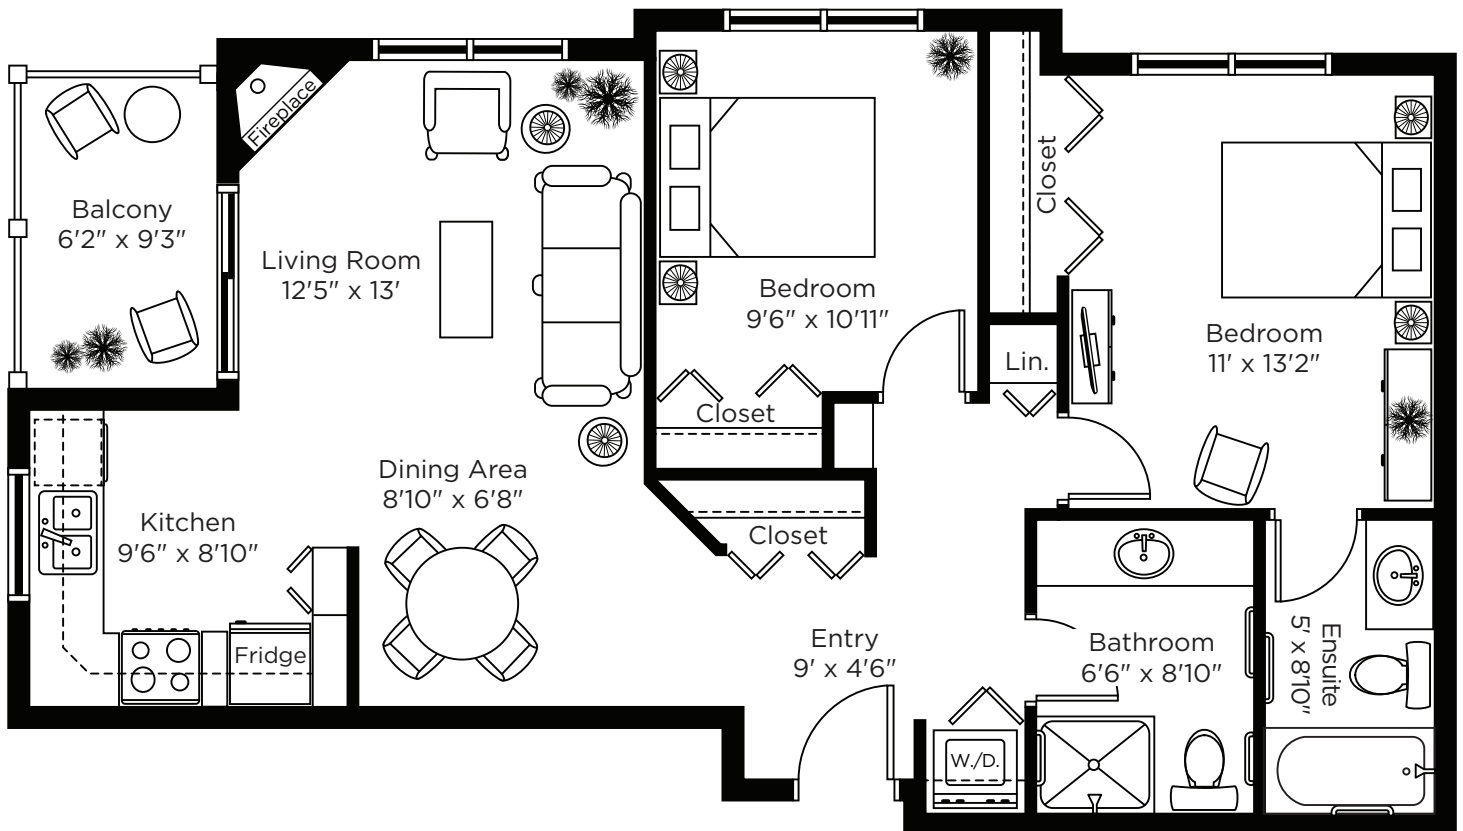 Fireplace
Balcony
6'2" x 9'3"
Living Room
12'5" x 13'
Bedroom
9'6" x 10'11"
Closet
Closet
Lin.
Bedroom
11' x 13'2"
Dining Area
8'10" x 6'8"
Kitchen
9'6" x 8'10"
Closet
Fridge
Entry
9' x 4'6"
Bathroom
6'6" x 8'10"
Ensuite
5' x 8'10"
W./D.